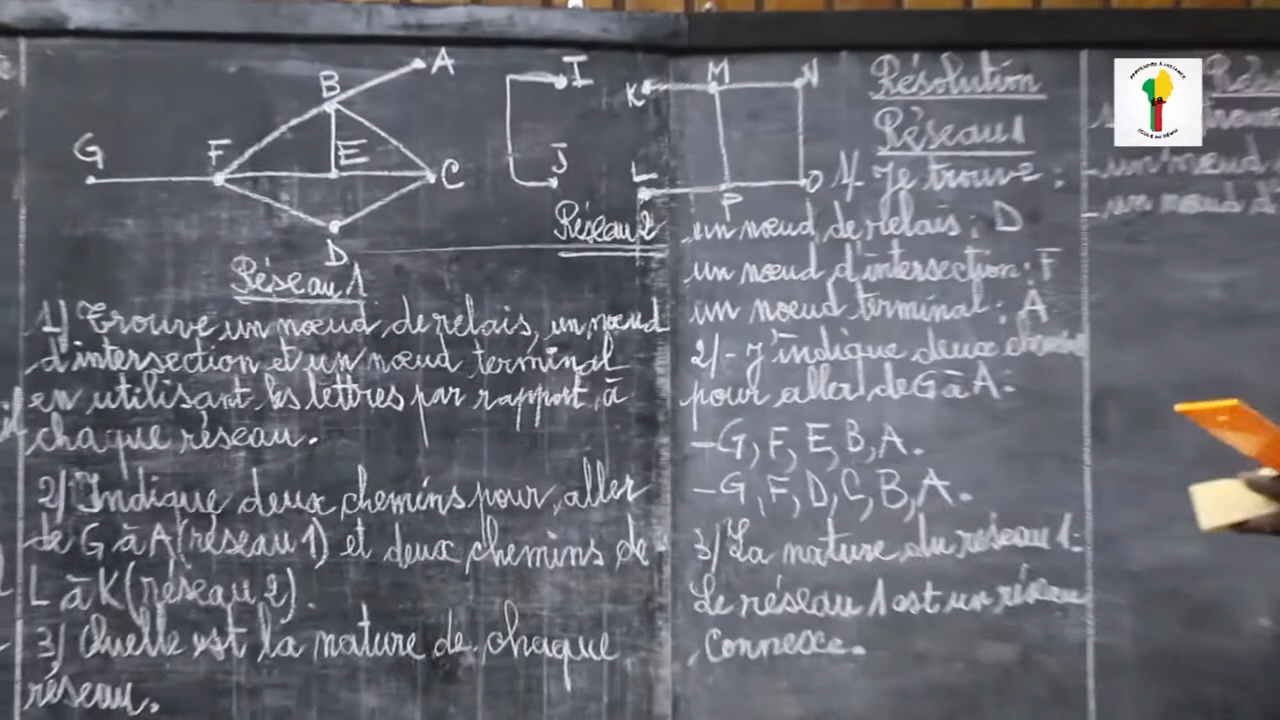 A
B
I
K
M
N
G
F
E
C
J
L
P
O
D
Réseau 1
Réseau 2
1) Trouve un nœud de relais, un nœud
d'intersection et un nœud terminal
en utilisant les lettres par rapport à
chaque réseau.
2) Indique deux chemins pour aller
de G à A (réseau 1) et deux chemins de
L à K (réseau 2).
3) Quelle est la nature de chaque
réseau.
Résolution
Réseau 1
1/ Je trouve :
un nœud de relais : D
un nœud d'intersection : F
un nœud terminal : A
2/ - J'indique deux chemins
pour aller de G à A :
- G, F, E, B, A.
- G, F, D, C, B, A.
3/ La nature du réseau 1 :
Le réseau 1 est un réseau
connexe.
- un nœud
- un nœud d'